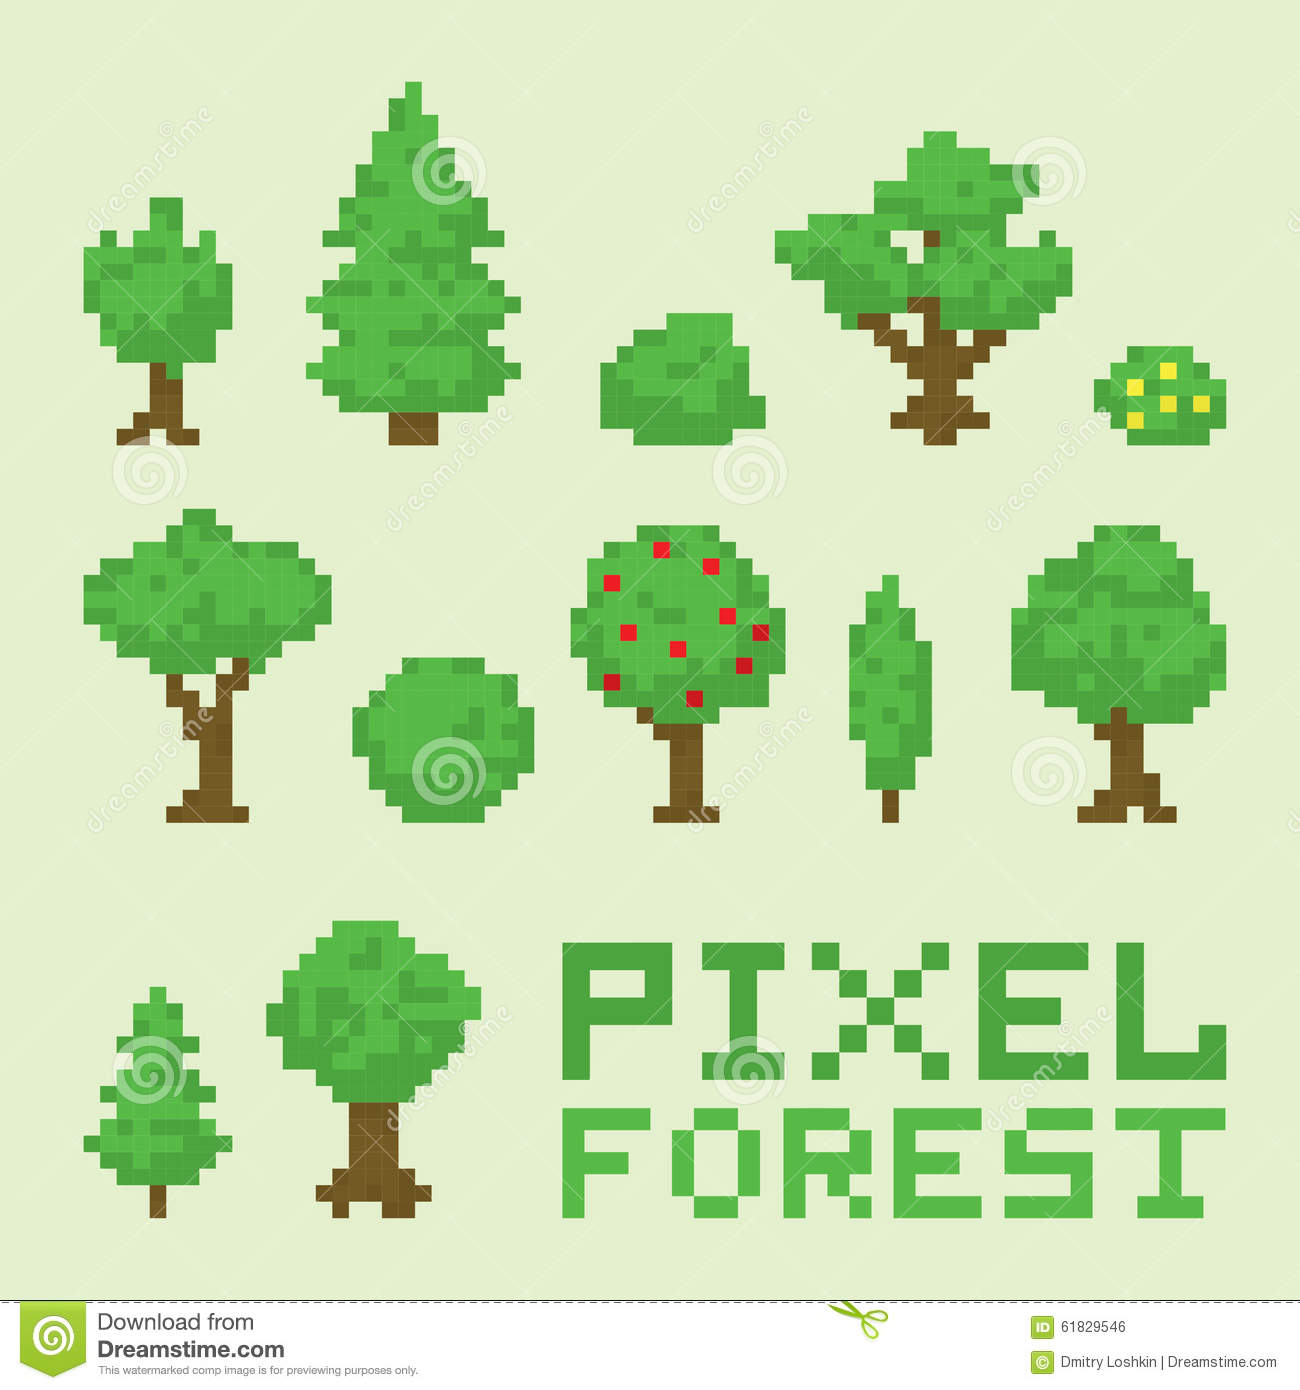 PIXEL
FOREST
Download from
Dreamstime.com
This watermarked comp image is for previewing purposes only.
ID 61829546
© Dmitry Loshkin | Dreamstime.com